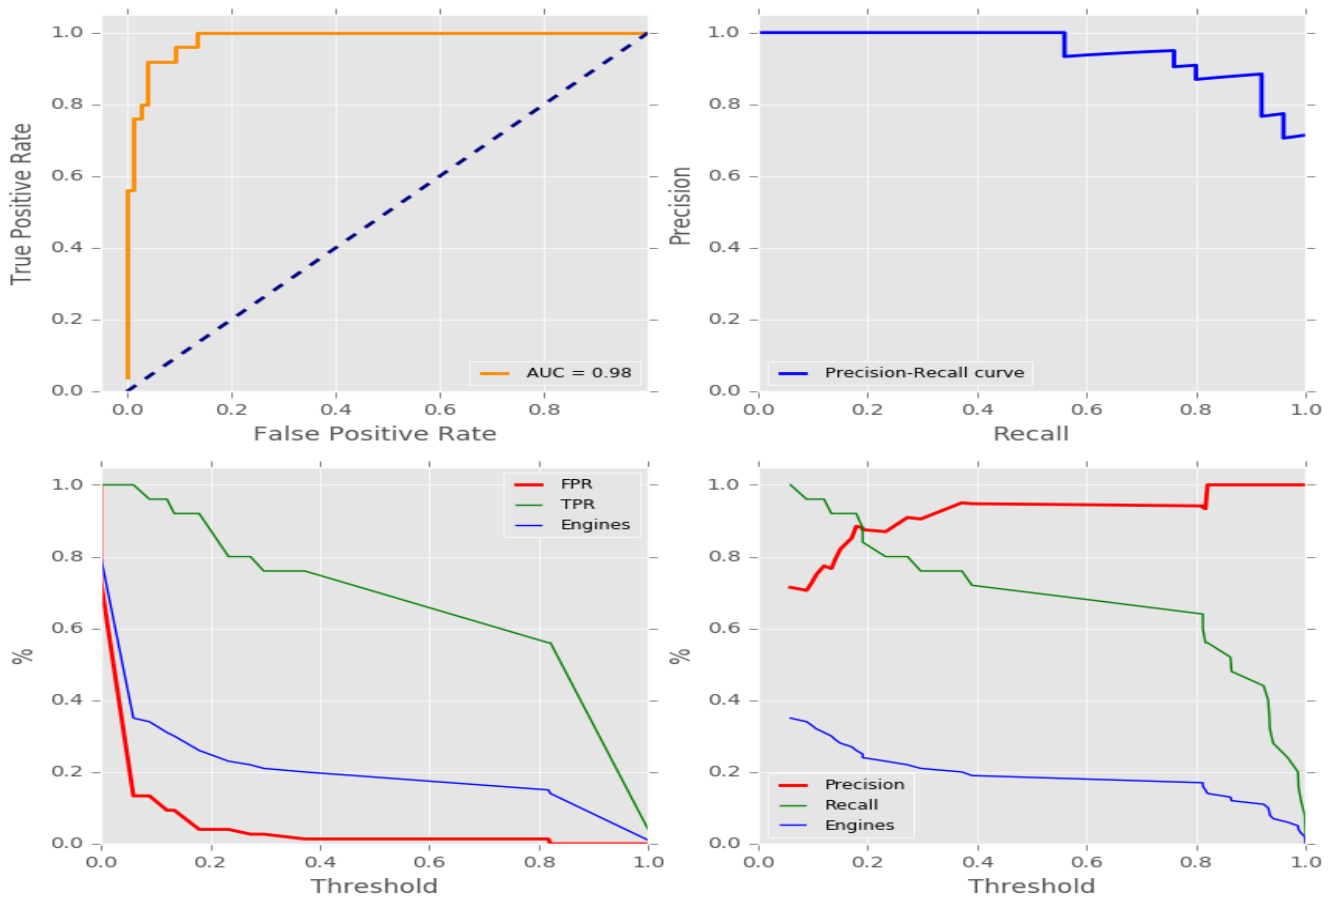 1.0
0.8
0.6
0.4
0.2
0.0
True Positive Rate
0.0 0.2 0.4 0.6 0.8
False Positive Rate
AUC = 0.98
1.0
0.8
0.6
0.4
0.2
0.0
Precision
0.0 0.2 0.4 0.6 0.8 1.0
Recall
Precision-Recall curve
1.0
0.8
0.6
0.4
0.2
0.0
%
0.0 0.2 0.4 0.6 0.8 1.0
Threshold
FPR
TPR
Engines
1.0
0.8
0.6
0.4
0.2
0.0
%
0.0 0.2 0.4 0.6 0.8 1.0
Threshold
Precision
Recall
Engines